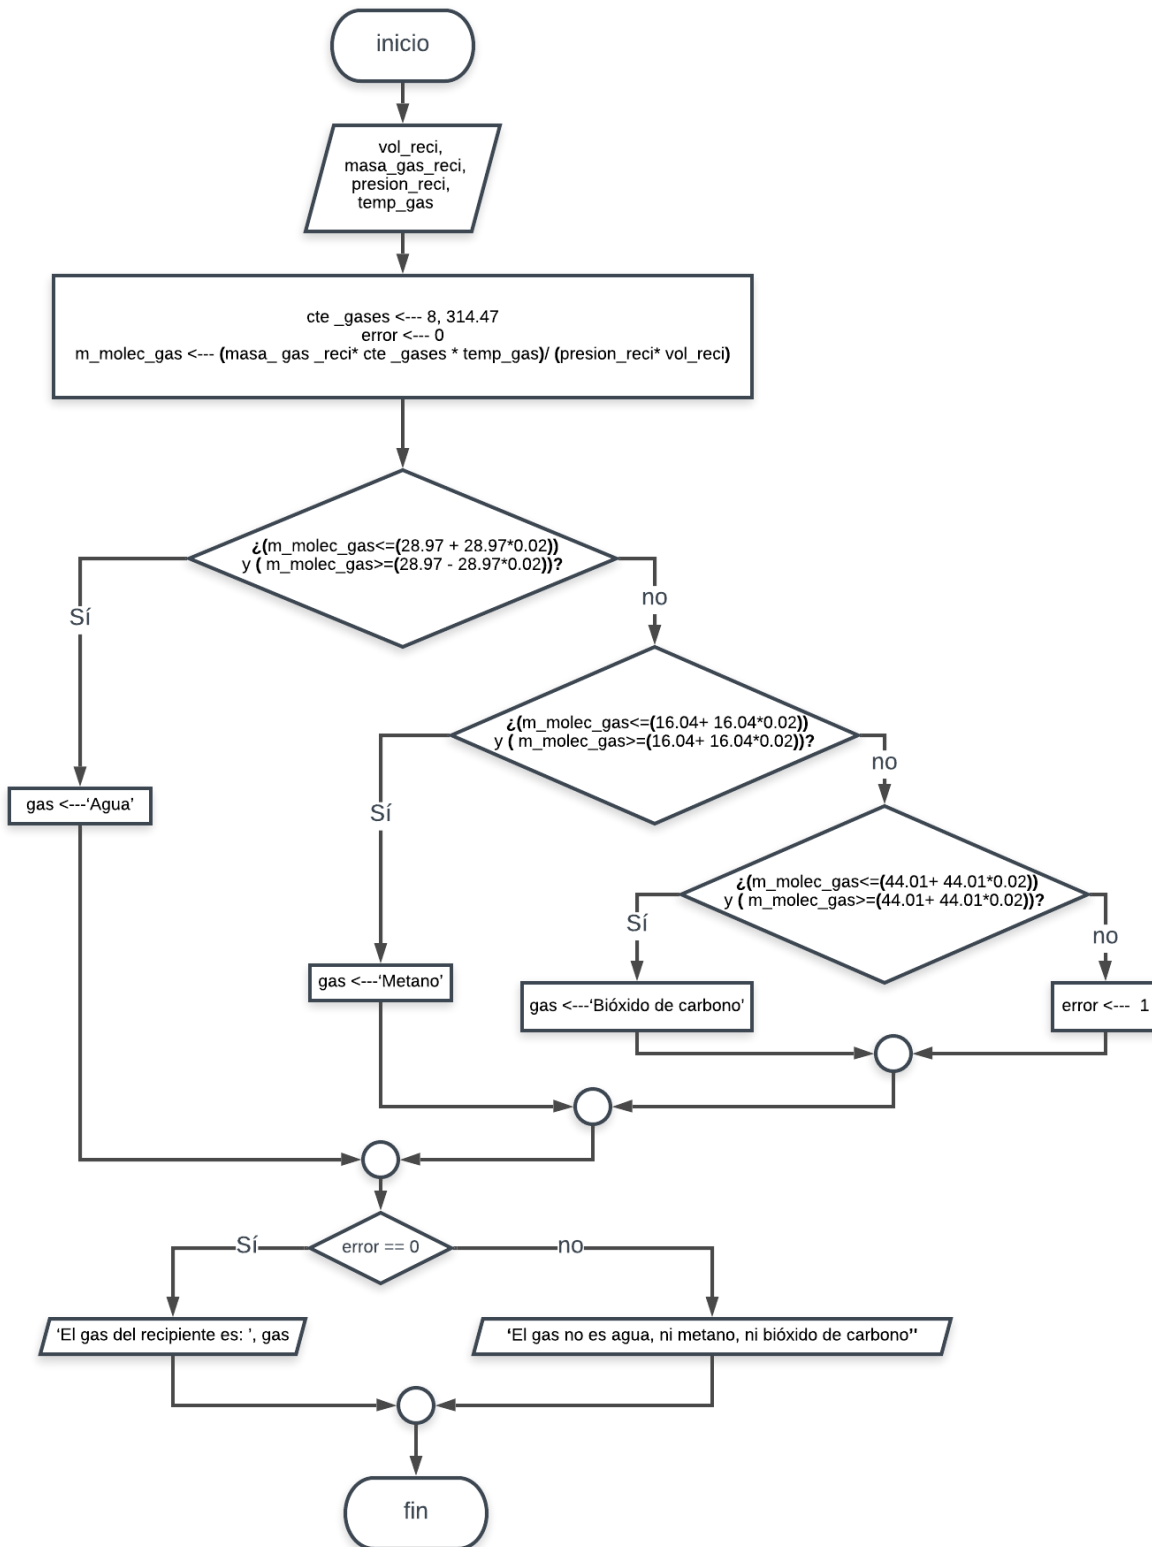 inicio
vol_reci,
masa_gas_reci,
presion_reci,
temp_gas
cte _gases <--- 8, 314.47
error <--- 0
m_molec_gas <--- (masa_ gas _reci* cte _gases * temp_gas)/ (presion_reci* vol_reci)
¿(m_molec_gas<=(28.97 + 28.97*0.02))
y ( m_molec_gas>=(28.97 - 28.97*0.02))?
Sí
no
¿(m_molec_gas<=(16.04+ 16.04*0.02))
y ( m_molec_gas>=(16.04+ 16.04*0.02))?
Sí
no
gas <---‘Agua’
¿(m_molec_gas<=(44.01+ 44.01*0.02))
y ( m_molec_gas>=(44.01+ 44.01*0.02))?
Sí
no
gas <---‘Metano’
gas <---‘Bióxido de carbono’
error <---  1
error == 0
Sí
no
‘El gas del recipiente es: ’, gas
‘El gas no es agua, ni metano, ni bióxido de carbono’'
fin